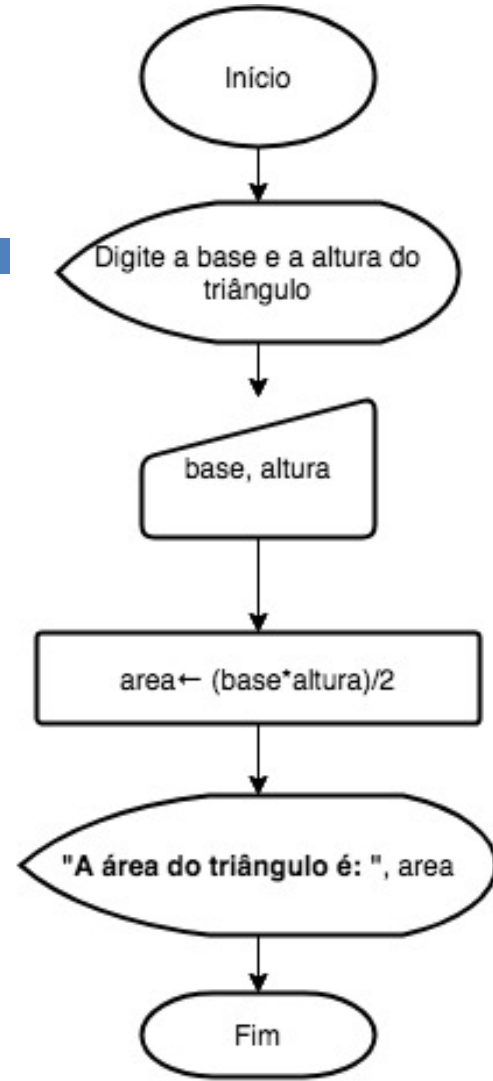 Início
Digite a base e a altura do
triângulo
base, altura
area← (base*altura)/2
"A área do triângulo é: ", area
Fim